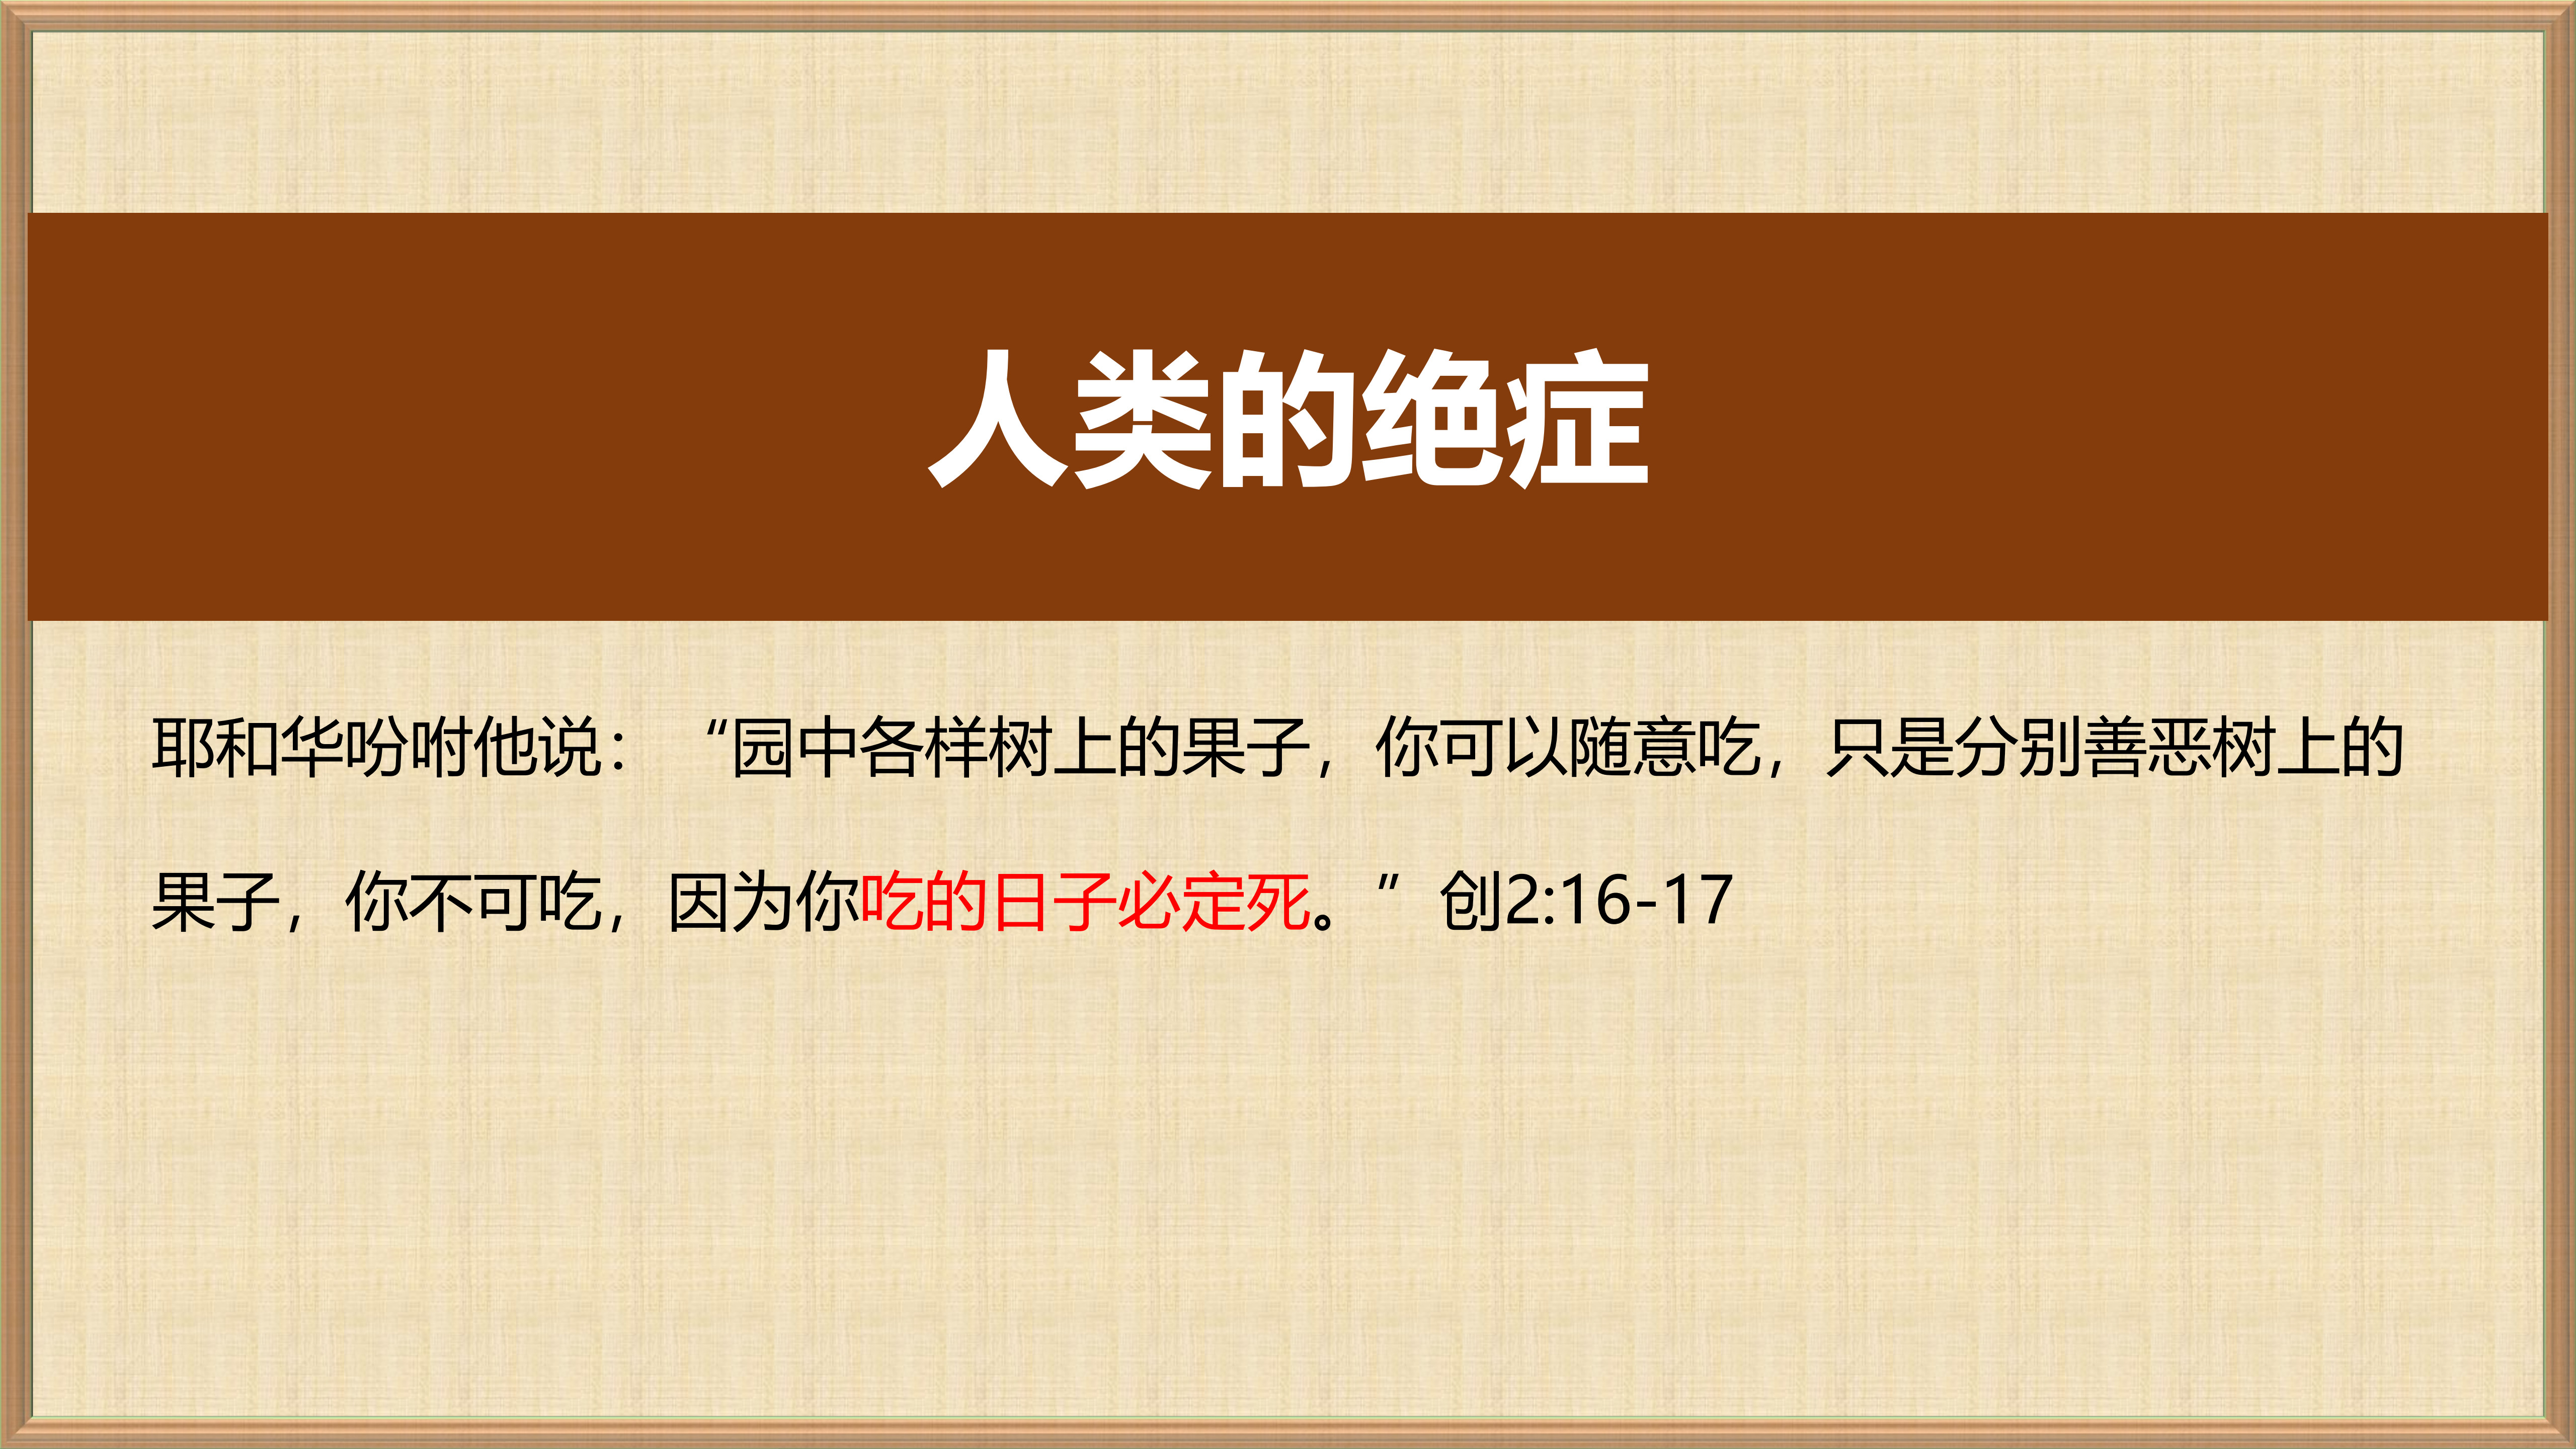 人类的绝症
耶和华吩咐他说：“园中各样树上的果子，你可以随意吃，只是分别善恶树上的
果子，你不可吃，因为你吃的日子必定死。”创2:16-17